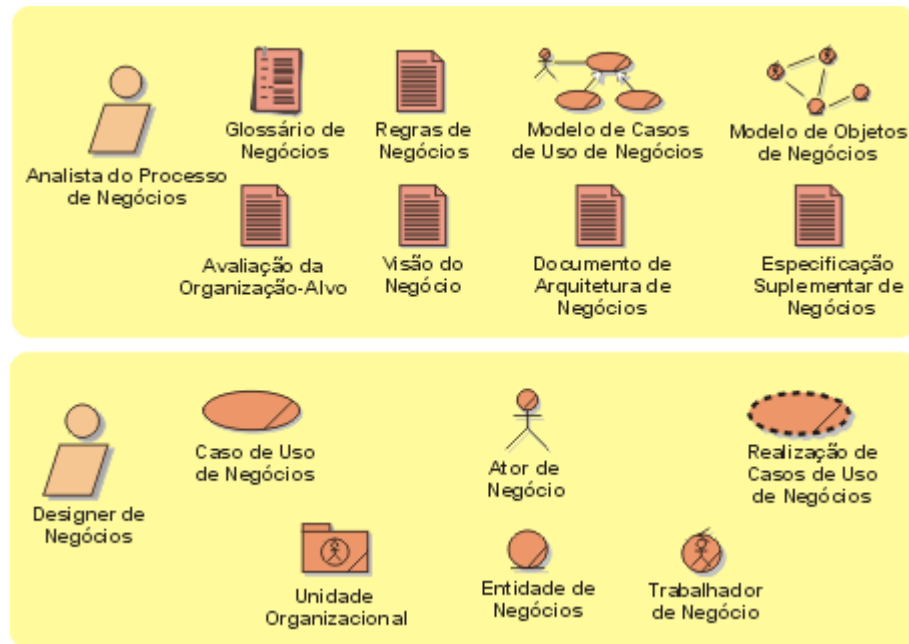 Analista do Processo
de Negócios
Glossário de
Negócios
Regras de
Negócios
Modelo de Casos
de Uso de Negócios
Modelo de Objetos
de Negócios
Avaliação da
Organização-Alvo
Visão do
Negócio
Documento de
Arquitetura de
Negócios
Especificação
Suplementar de
Negócios
Designer de
Negócios
Caso de Uso
de Negócios
Ator de
Negócio
Realização de
Casos de Uso
de Negócios
Unidade
Organizacional
Entidade de
Negócios
Trabalhador
de Negócio